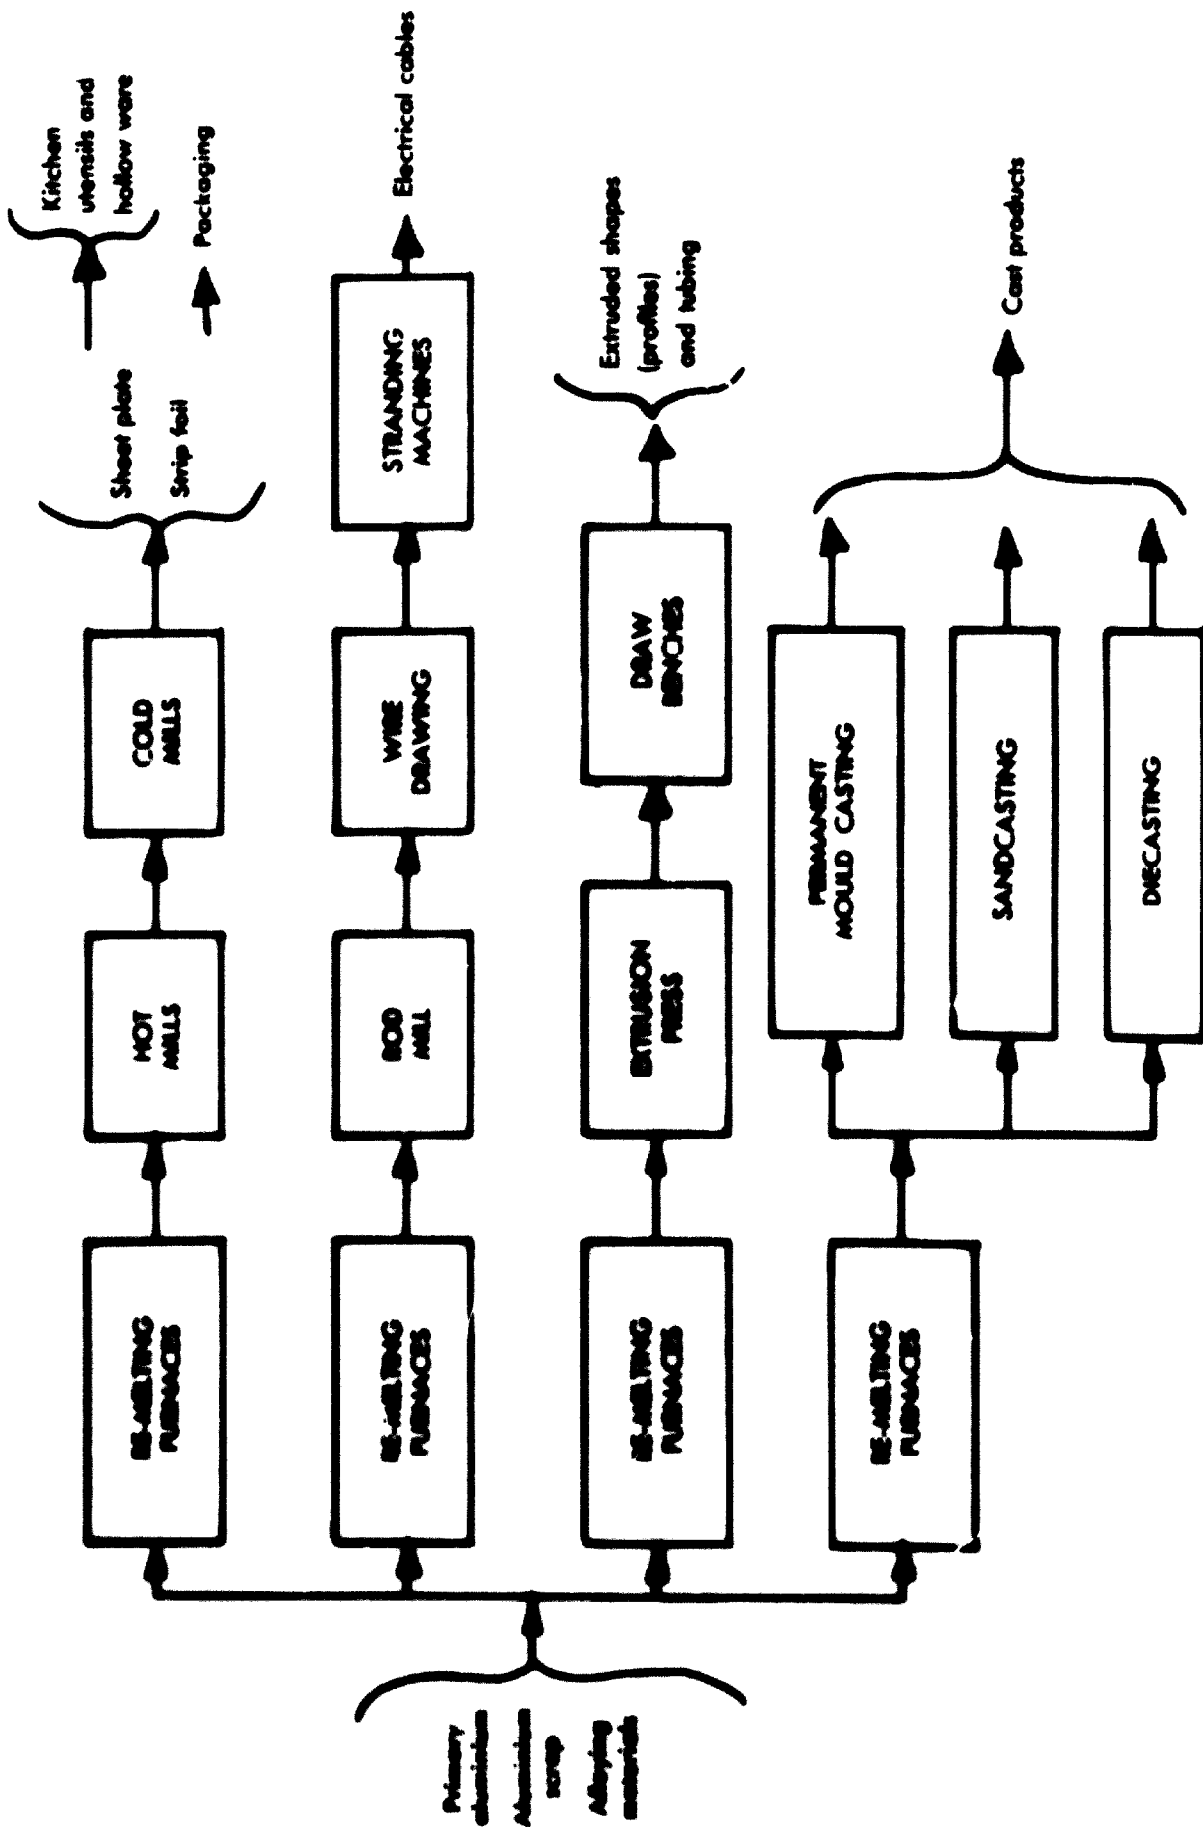 Primary
aluminium
Aluminium
scrap
Alloying
materials
RE-MELTING
FURNACES
HOT
MILLS
COLD
MILLS
Sheet plate
Strip foil
Kitchen
utensils and
hollow ware
Packaging
RE-MELTING
FURNACES
ROD
MILL
WIRE
DRAWING
STRANDING
MACHINES
Electrical cables
RE-MELTING
FURNACES
EXTRUSION
PRESS
DRAW
BENCHES
Extruded shapes
(profiles)
and tubing
RE-MELTING
FURNACES
PERMANENT
MOULD CASTING
SANDCASTING
DIECASTING
Cast products